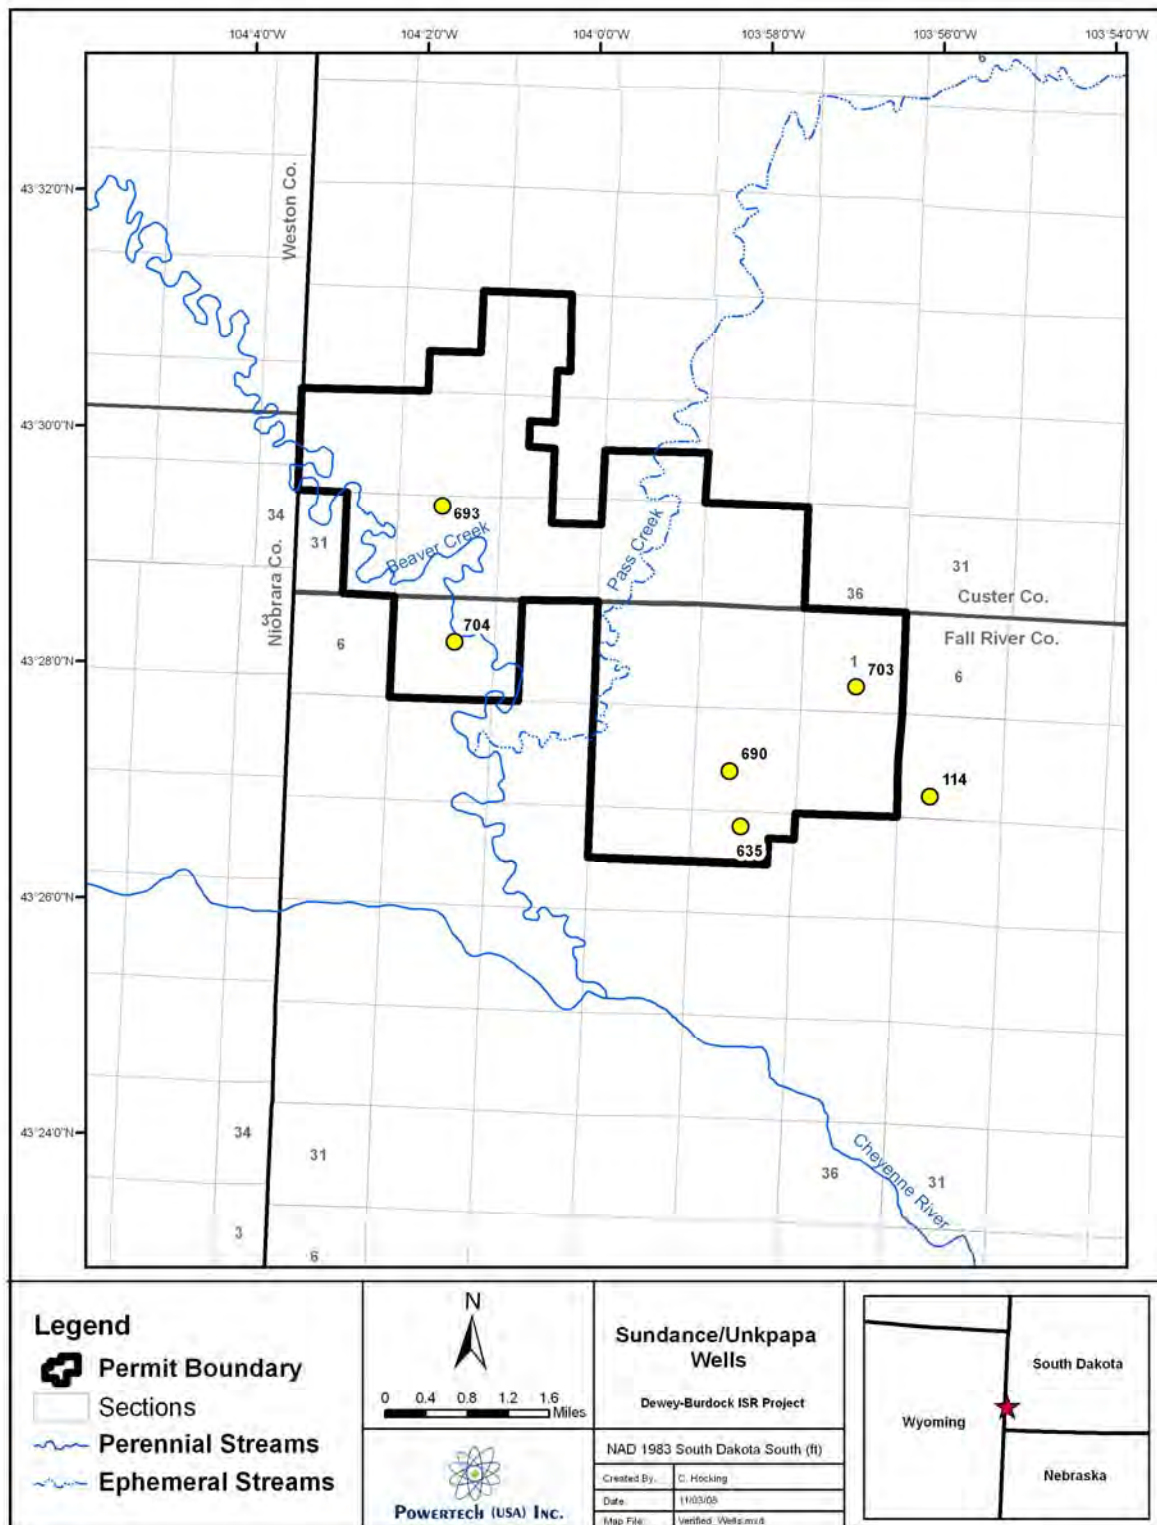 104°4'0"W 104°2'0"W 104°0'0"W 103°58'0"W 103°56'0"W 103°54'0"W
6
43°32'0"N
Weston Co.
43°30'0"N
34
31
Niobrara Co.
693
Beaver Creek
Pass Creek
31
36
Custer Co.
3
6
704
Fall River Co.
1
703
6
43°28'0"N
690
114
635
43°26'0"N
43°24'0"N
34
31
Cheyenne River
36
31
3
6
Legend
Permit Boundary
Sections
Perennial Streams
Ephemeral Streams
N
0 0.4 0.8 1.2 1.6
Miles
POWERTECH (USA) INC.
Sundance/Unkpapa
Wells
Dewey-Burdock ISR Project
NAD 1983 South Dakota South (ft)
Created By: C. Hocking
Date: 11/03/08
Map File: Verified_Wells.mxd
South Dakota
Wyoming
Nebraska